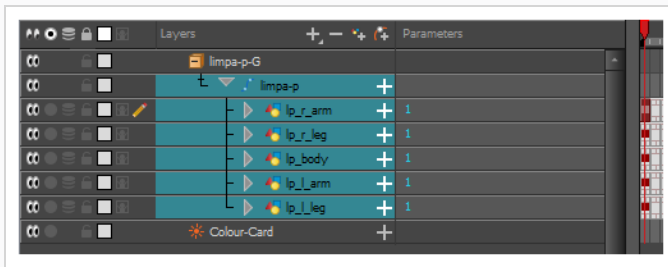 Layers Parameters
limpa-p-G
limpa-p
lp_r_arm 1
lp_r_leg 1
lp_body 1
lp_l_arm 1
lp_l_leg 1
Colour-Card